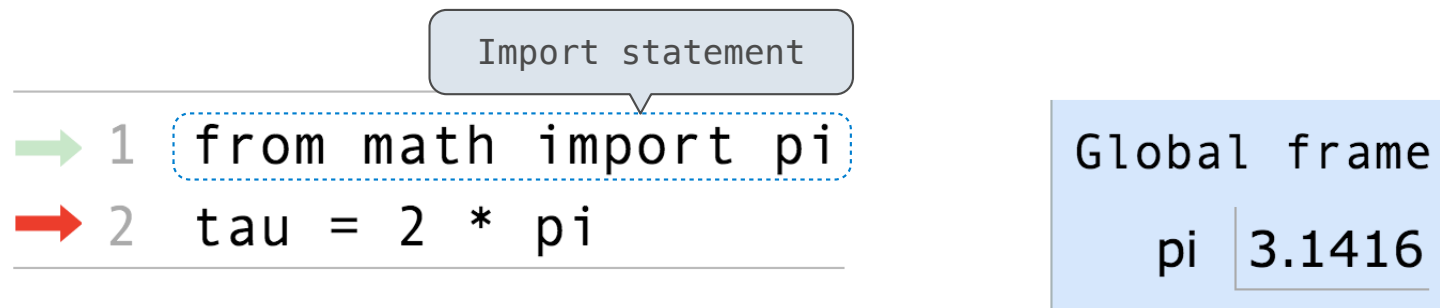 Import statement
1 from math import pi
2 tau = 2 * pi
Global frame
pi 3.1416